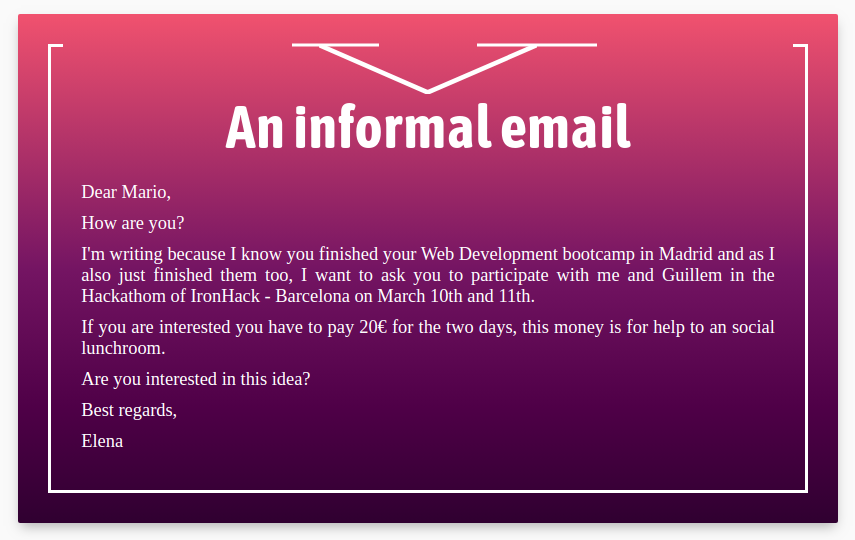 An informal email
Dear Mario,
How are you?
I'm writing because I know you finished your Web Development bootcamp in Madrid and as I
also just finished them too, I want to ask you to participate with me and Guillem in the
Hackathom of IronHack - Barcelona on March 10th and 11th.
If you are interested you have to pay 20€ for the two days, this money is for help to an social
lunchroom.
Are you interested in this idea?
Best regards,
Elena